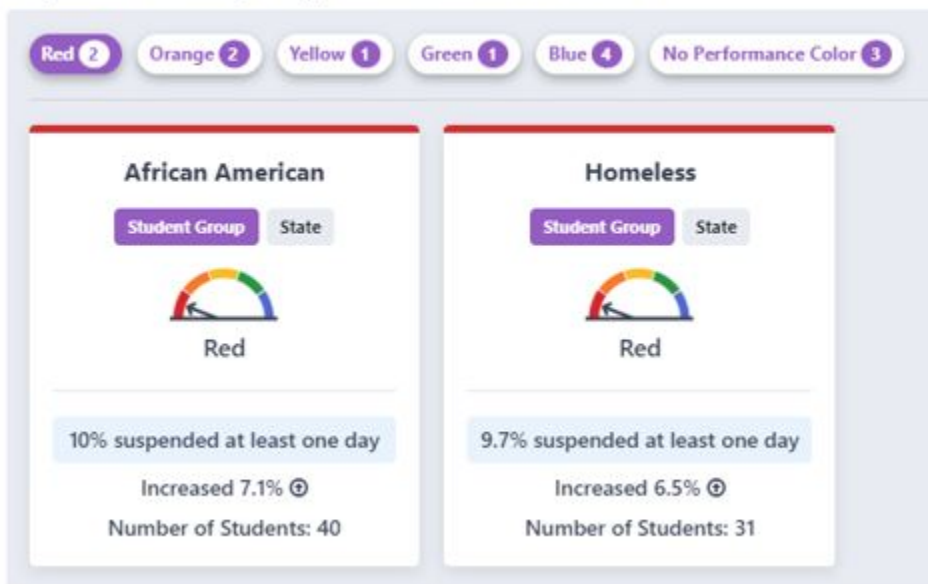 Red 2 Orange 2 Yellow 1 Green 1 Blue 4 No Performance Color 3
African American
Student Group State
Red
10% suspended at least one day
Increased 7.1%
Number of Students: 40
Homeless
Student Group State
Red
9.7% suspended at least one day
Increased 6.5%
Number of Students: 31